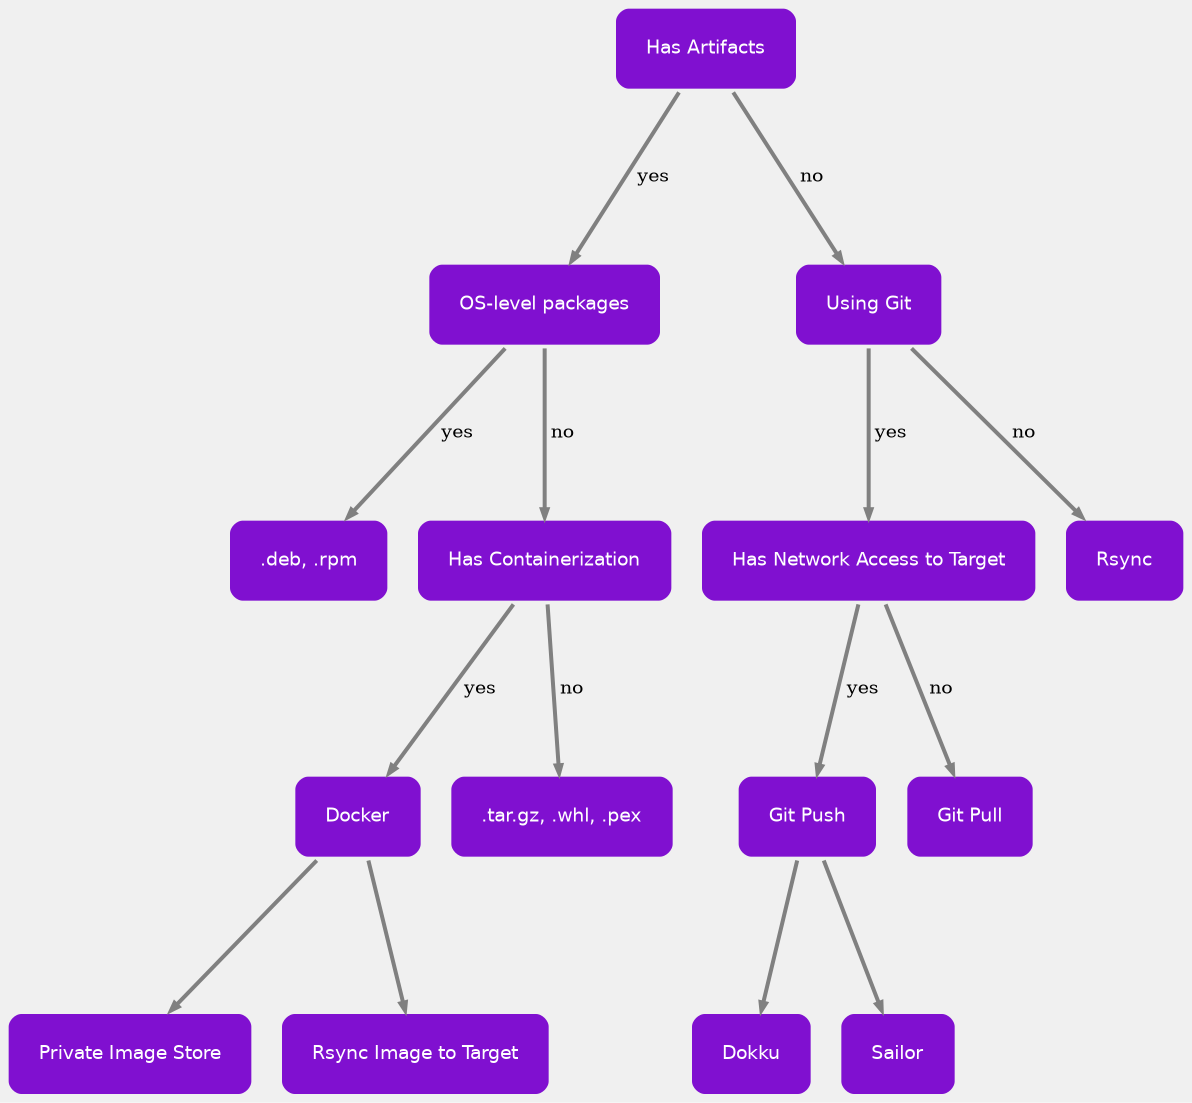 Has Artifacts
yes
no
OS-level packages
Using Git
yes
no
yes
no
.deb, .rpm
Has Containerization
Has Network Access to Target
Rsync
yes
no
yes
no
Docker
.tar.gz, .whl, .pex
Git Push
Git Pull
Private Image Store
Rsync Image to Target
Dokku
Sailor